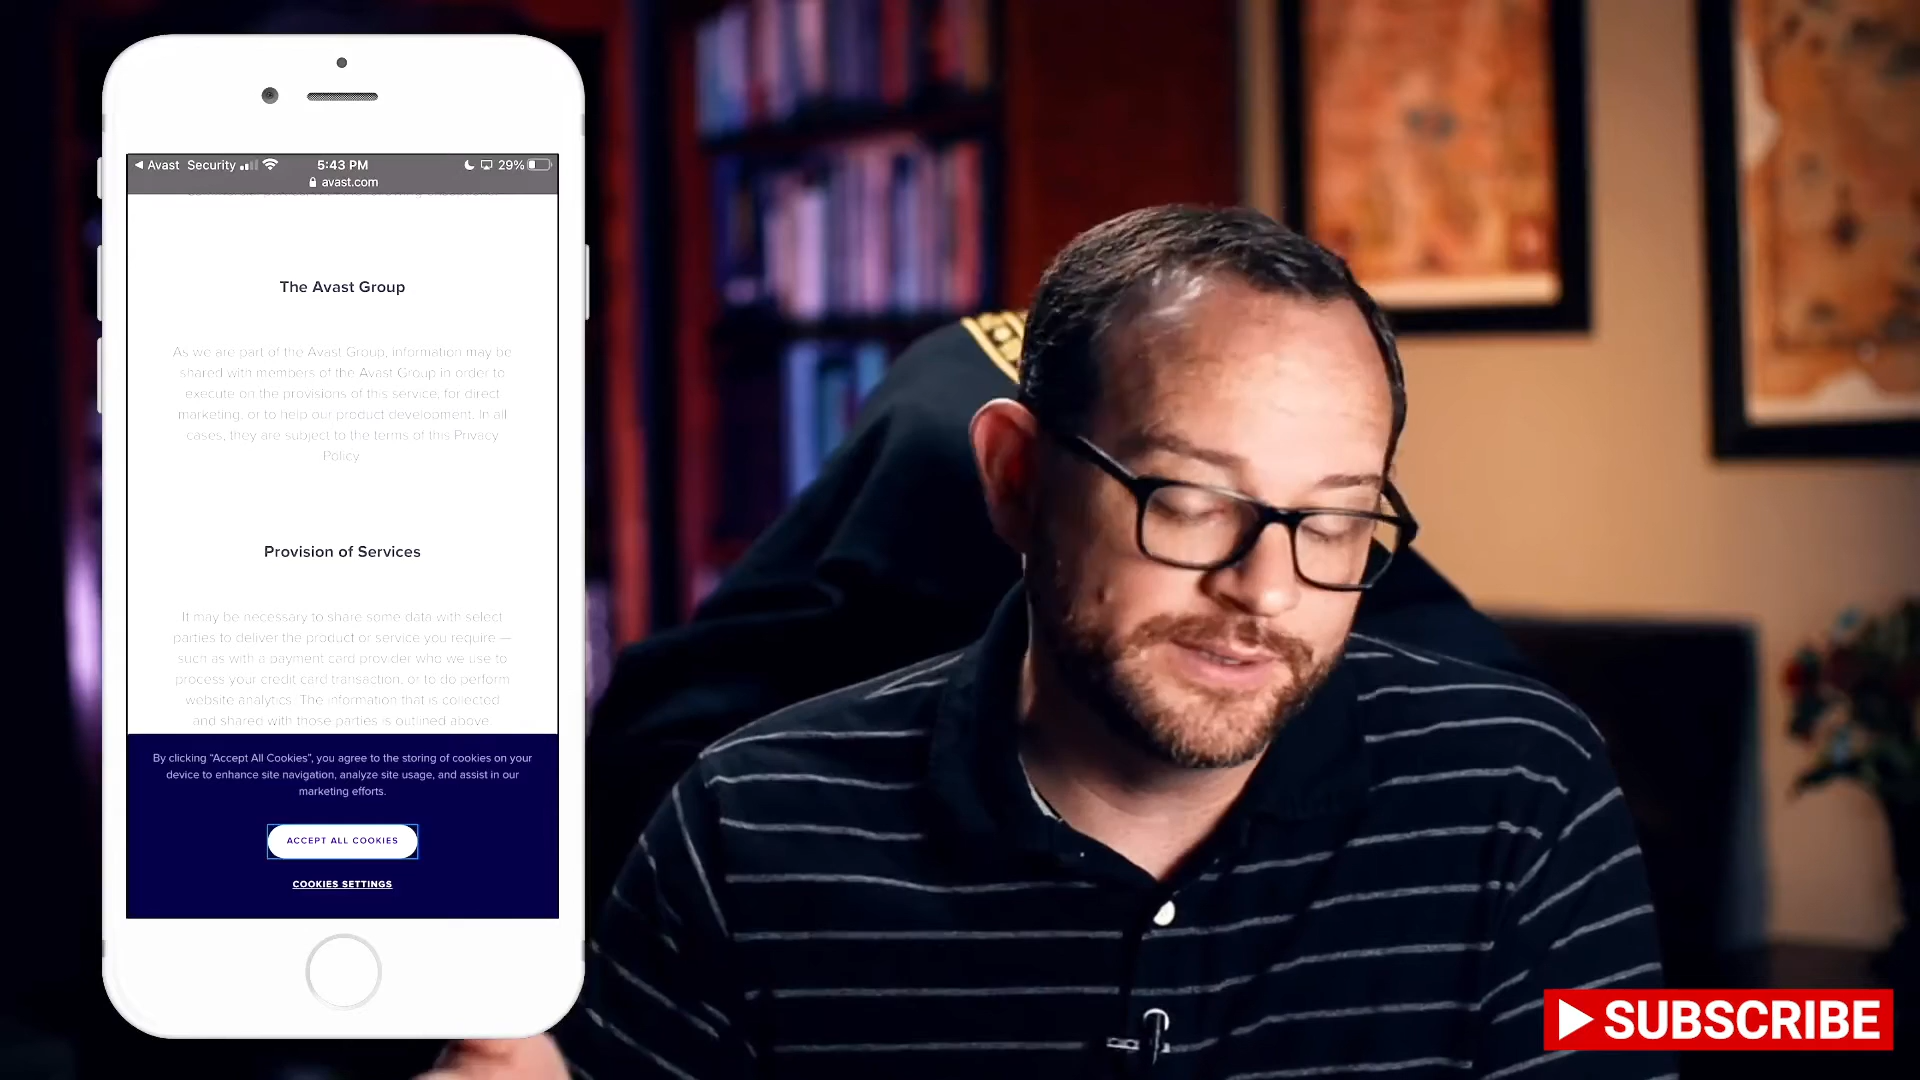 Avast Security
5:43 PM
29%
avast.com
The Avast Group
As we are part of the Avast Group, information may be
shared with members of the Avast Group in order to
execute on the provisions of this service, for direct
marketing, or to help our product development. In all
cases, they are subject to the terms of this Privacy
Policy
Provision of Services
It may be necessary to share some data with select
parties to deliver the product or service you require —
such as with a payment card provider who we use to
process your credit card transaction, or to do perform
website analytics. The information that is collected
and shared with those parties is outlined above.
By clicking “Accept All Cookies”, you agree to the storing of cookies on your
device to enhance site navigation, analyze site usage, and assist in our
marketing efforts.
ACCEPT ALL COOKIES
COOKIES SETTINGS
SUBSCRIBE